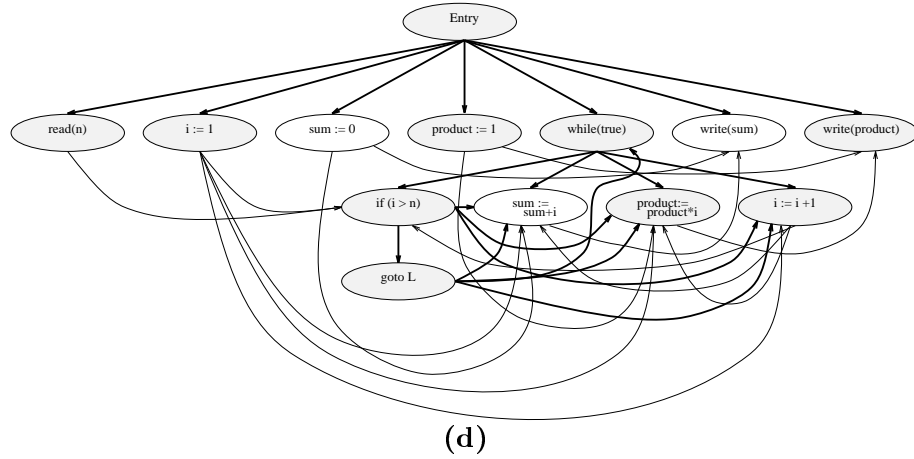 Entry
read(n)
i := 1
sum := 0
product := 1
while(true)
write(sum)
write(product)
if (i > n)
sum :=
sum+i
product:=
product*i
i := i +1
goto L
(d)